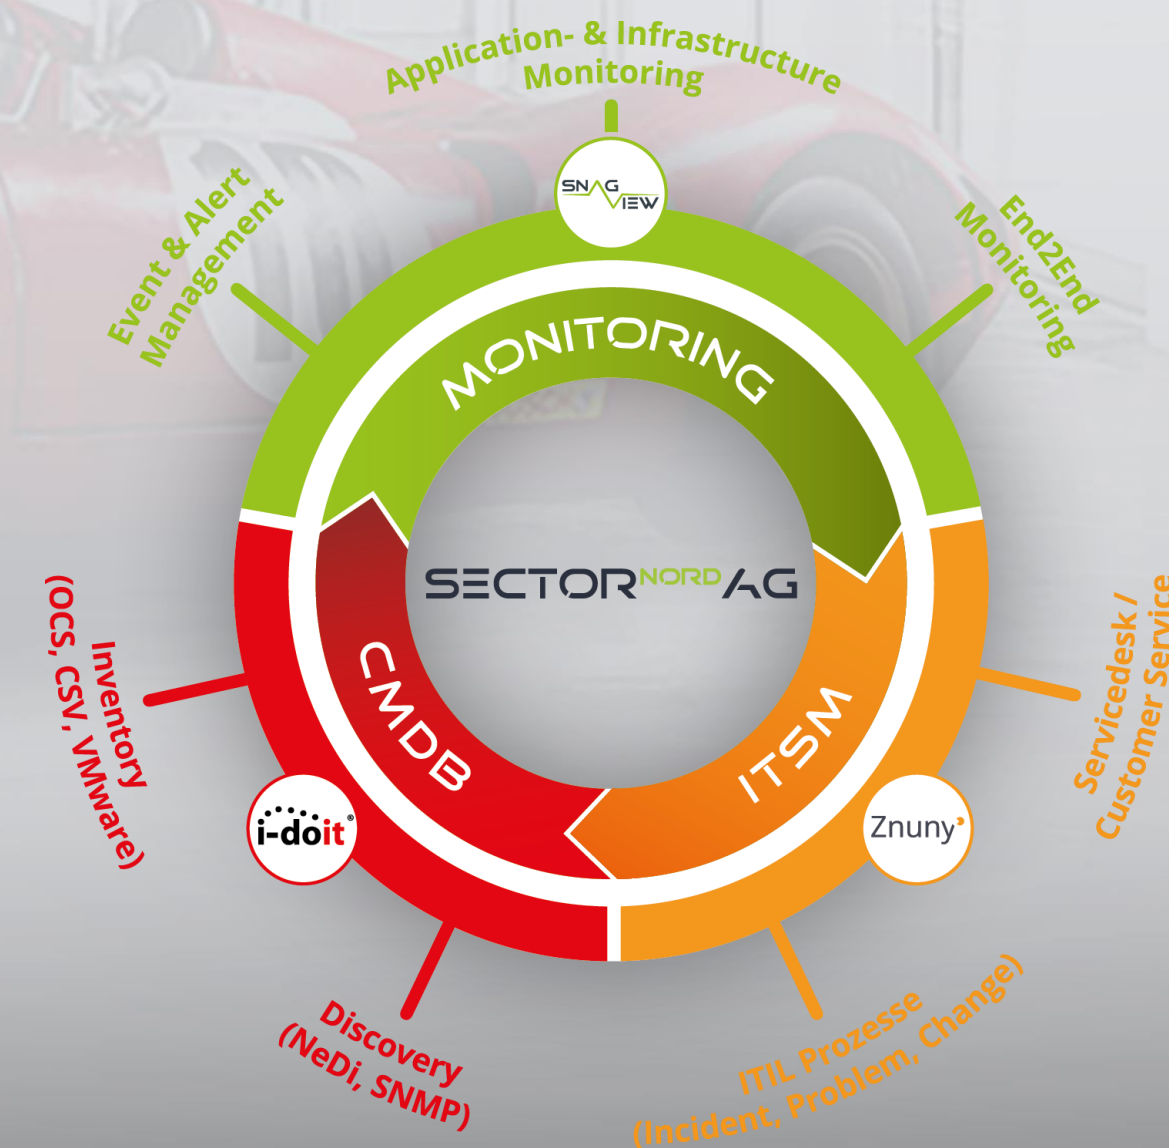 Application- & Infrastructure
Monitoring
SNAG
VIEW
Event & Alert
Management
End2End
Monitoring
MONITORING
SECTOR NORD AG
CMDB
ITSM
Inventory
(OCS, CSV, VMware)
Servicedesk /
Customer Service
i-doit®
Znuny
Discovery
(NeDi, SNMP)
ITIL Prozesse
(Incident, Problem, Change)